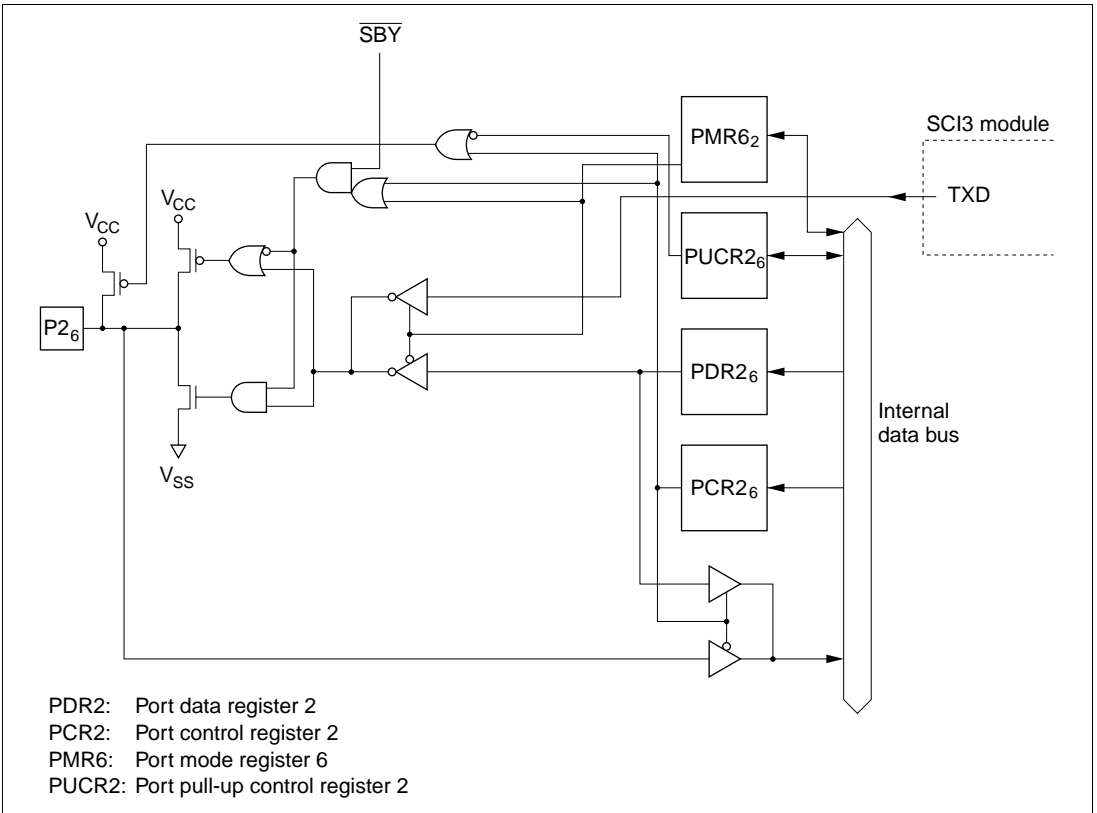 SBY
PMR6₂
SCI3 module
TXD
V_CC
V_CC
PUCR2₆
P2₆
PDR2₆
Internal
data bus
V_SS
PCR2₆
PDR2: Port data register 2
PCR2: Port control register 2
PMR6: Port mode register 6
PUCR2: Port pull-up control register 2